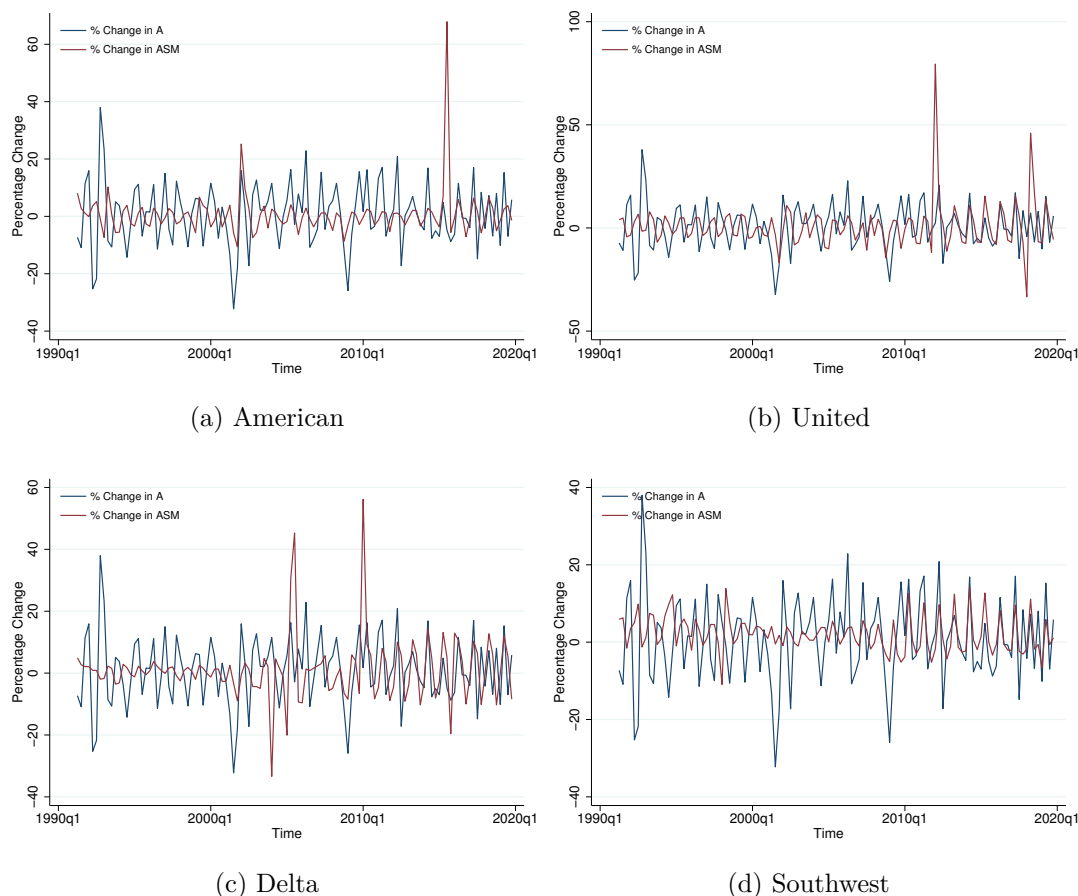 % Change in A
% Change in ASM
Percentage Change
60
40
20
0
−20
−40
1990q1 2000q1 2010q1 2020q1
Time
(a) American
% Change in A
% Change in ASM
Percentage Change
100
50
0
−50
1990q1 2000q1 2010q1 2020q1
Time
(b) United
% Change in A
% Change in ASM
Percentage Change
60
40
20
0
−20
−40
1990q1 2000q1 2010q1 2020q1
Time
(c) Delta
% Change in A
% Change in ASM
Percentage Change
40
20
0
−20
−40
1990q1 2000q1 2010q1 2020q1
Time
(d) Southwest